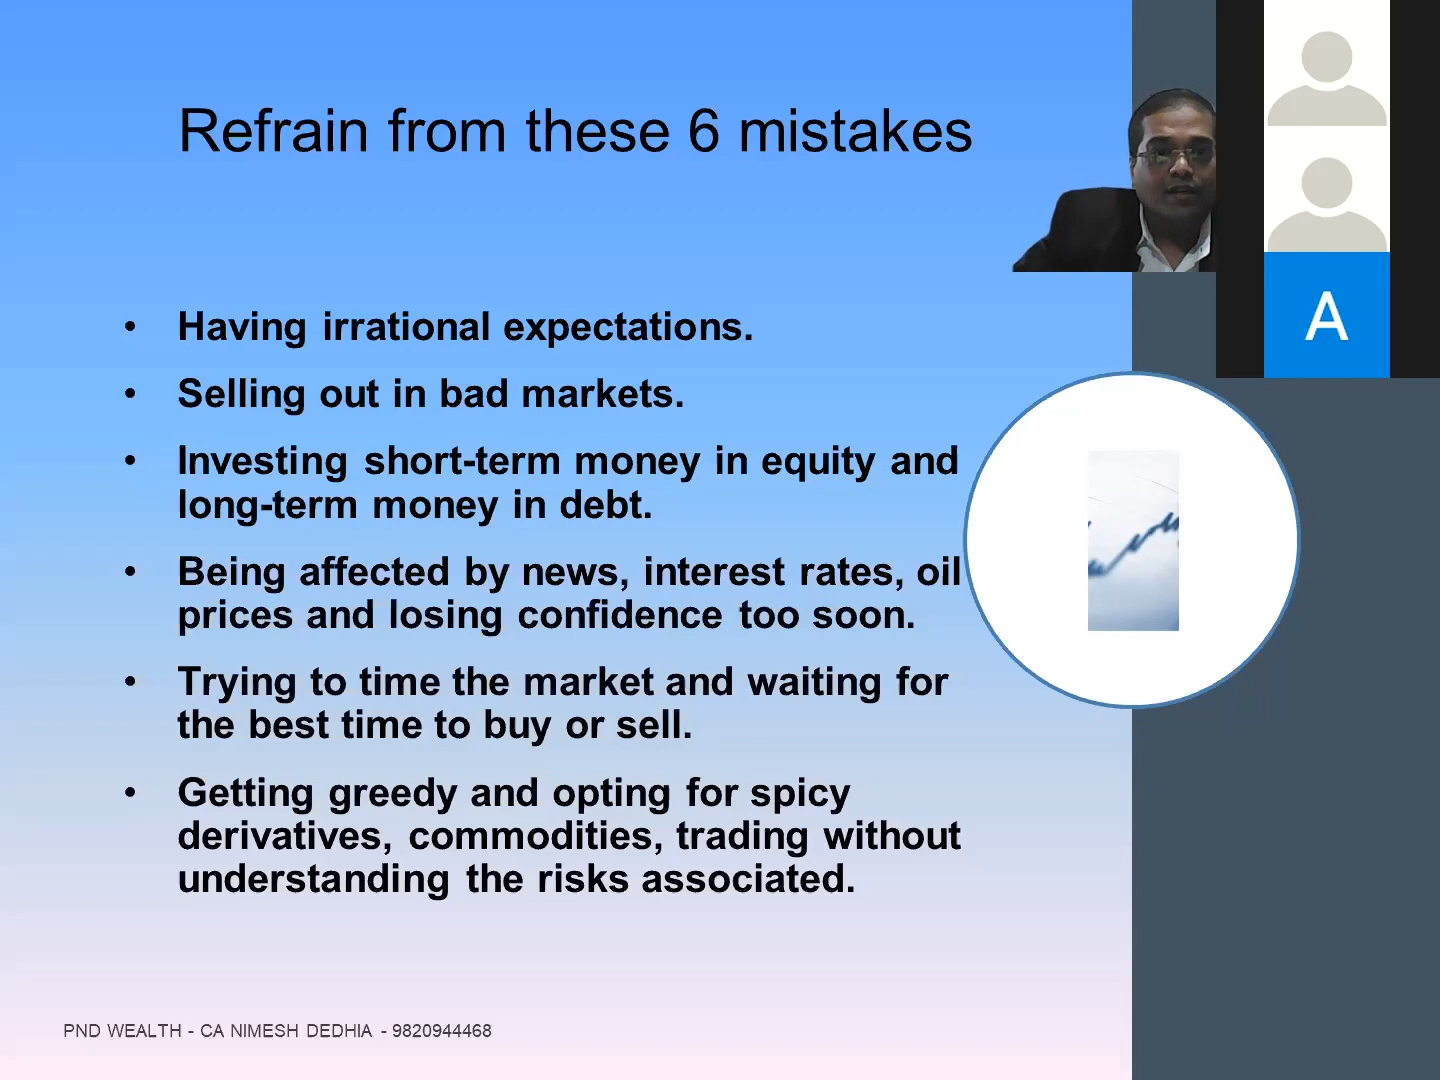 Refrain from these 6 mistakes
A
• Having irrational expectations.
• Selling out in bad markets.
• Investing short-term money in equity and
long-term money in debt.
• Being affected by news, interest rates, oil
prices and losing confidence too soon.
• Trying to time the market and waiting for
the best time to buy or sell.
• Getting greedy and opting for spicy
derivatives, commodities, trading without
understanding the risks associated.
PND WEALTH - CA NIMESH DEDHIA - 9820944468